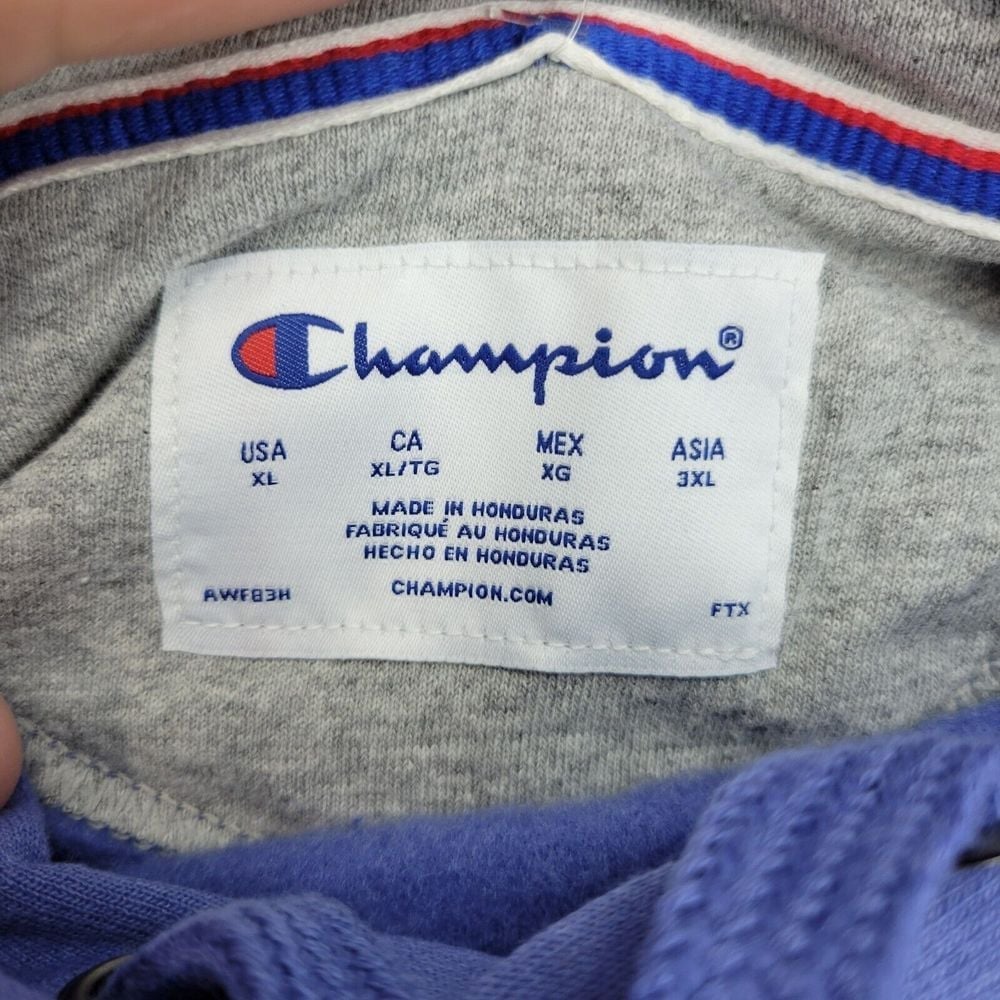 Champion®
USA CA MEX ASIA
XL XL/TG XG 3XL
MADE IN HONDURAS
FABRIQUÉ AU HONDURAS
HECHO EN HONDURAS
CHAMPION.COM
AWFB3H FTX